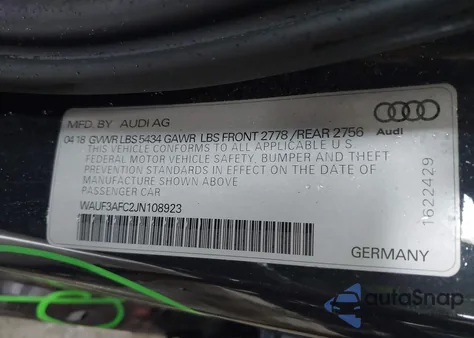 MFD. BY AUDI AG
04 18 GVWR LBS 5434 GAWR LBS FRONT 2778 /REAR 2756
THIS VEHICLE CONFORMS TO ALL APPLICABLE U.S.
FEDERAL MOTOR VEHICLE SAFETY, BUMPER AND THEFT
PREVENTION STANDARDS IN EFFECT ON THE DATE OF
MANUFACTURE SHOWN ABOVE
PASSENGER CAR
WAUF3AFC2JN108923
Audi
1622429
GERMANY
autoSnap